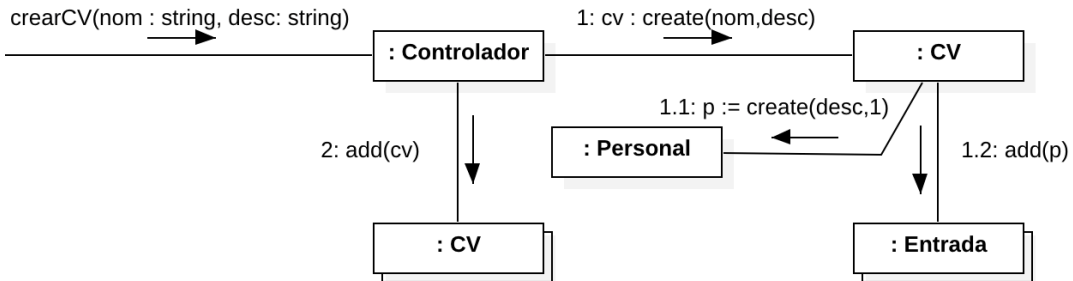 crearCV(nom : string, desc: string)
1: cv : create(nom,desc)
: Controlador
: CV
1.1: p := create(desc,1)
2: add(cv)
: Personal
1.2: add(p)
: CV
: Entrada